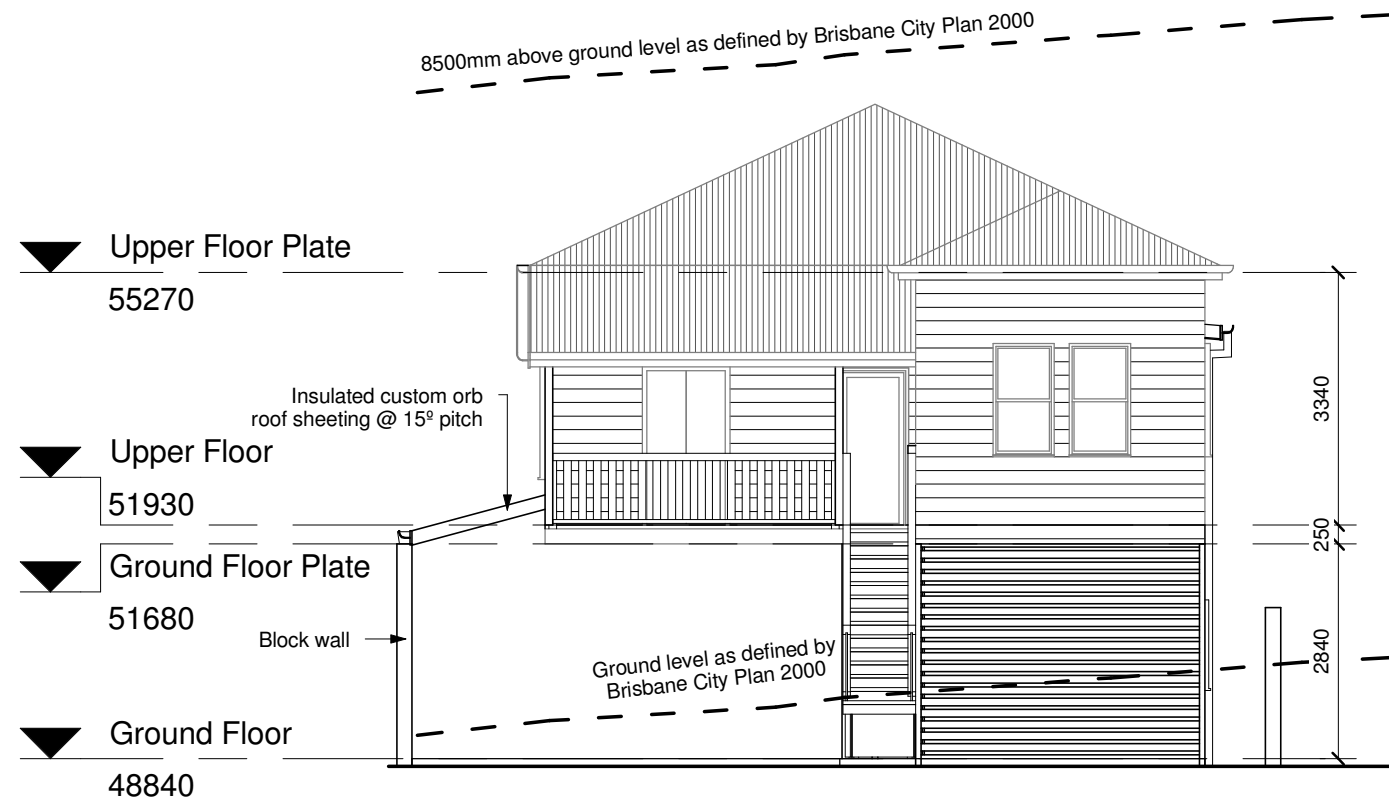 8500mm above ground level as defined by Brisbane City Plan 2000
Upper Floor Plate
55270
Insulated custom orb
roof sheeting @ 15º pitch
3340
Upper Floor
51930
250
Ground Floor Plate
51680
Block wall
Ground level as defined by
Brisbane City Plan 2000
2840
Ground Floor
48840